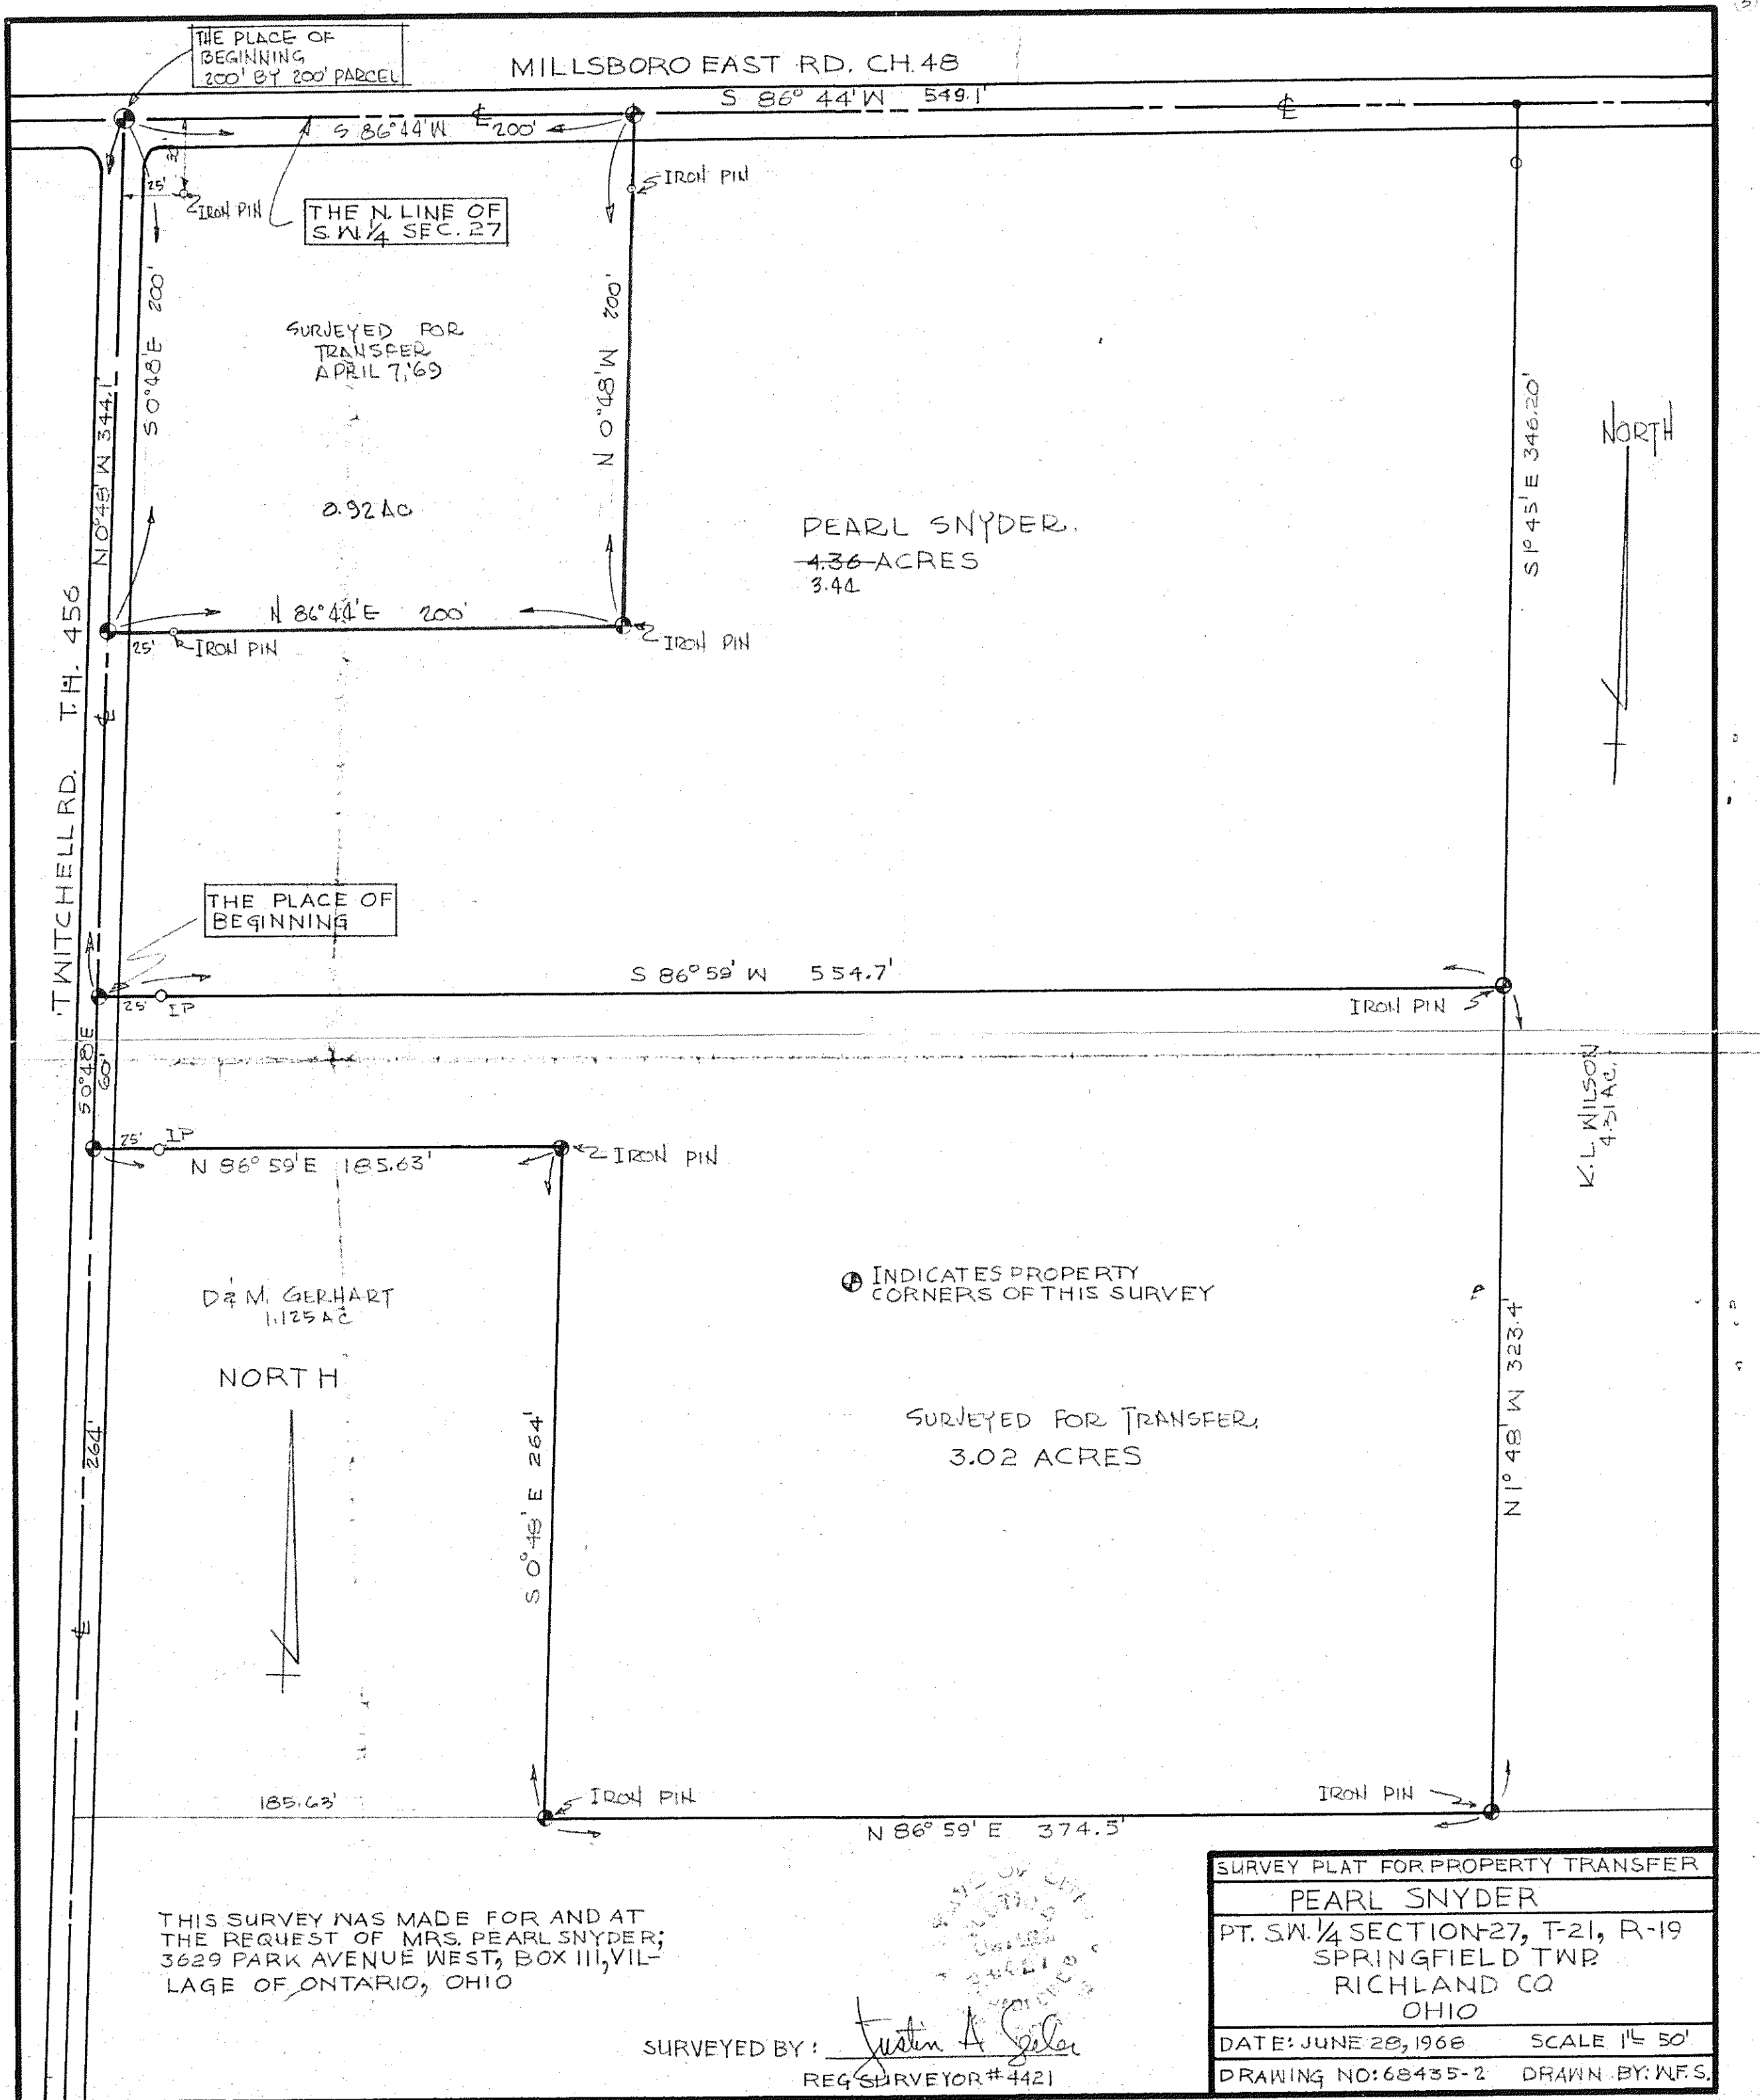 THE PLACE OF
BEGINNING
200' BY 200' PARCEL
MILLSBORO EAST RD. CH. 48
S 86° 44' W 549.1'
S 86° 44' W 200'
30'
25'
IRON PIN
IRON PIN
THE N. LINE OF
S.W. 1/4 SEC. 27
SURVEYED FOR
TRANSFER
APRIL 7, '69
0.92 AC
N 0° 48' W 344.1'
S 0° 48' E 200'
N 0° 48' W 200'
PEARL SNYDER.
4.36 ACRES
3.44
S 1° 45' E 346.20'
NORTH
N 86° 44' E 200'
25'
IRON PIN
IRON PIN
TWITCHELL RD. T.H. 456
THE PLACE OF
BEGINNING
S 86° 59' W 554.7'
25'
IP
IRON PIN
S 0° 48' E
60'
K.L. WILSON
4.31 AC.
25'
IP
N 86° 59' E 185.63'
IRON PIN
D & M. GERHART
1.125 AC
INDICATES PROPERTY
CORNERS OF THIS SURVEY
NORTH
264'
S 0° 48' E 264'
N 1° 48' W 323.4'
SURVEYED FOR TRANSFER.
3.02 ACRES
185.63'
IRON PIN
IRON PIN
N 86° 59' E 374.5'
THIS SURVEY WAS MADE FOR AND AT
THE REQUEST OF MRS. PEARL SNYDER;
3629 PARK AVENUE WEST, BOX 111, VIL-
LAGE OF ONTARIO, OHIO
SURVEYED BY: Justin A Seiler
REG SURVEYOR # 4421
SURVEY PLAT FOR PROPERTY TRANSFER
PEARL SNYDER
PT. S.W. 1/4 SECTION-27, T-21, R-19
SPRINGFIELD TWP.
RICHLAND CO
OHIO
DATE: JUNE 28, 1968 SCALE 1" = 50'
DRAWING NO: 68435-2 DRAWN BY: W.F.S.